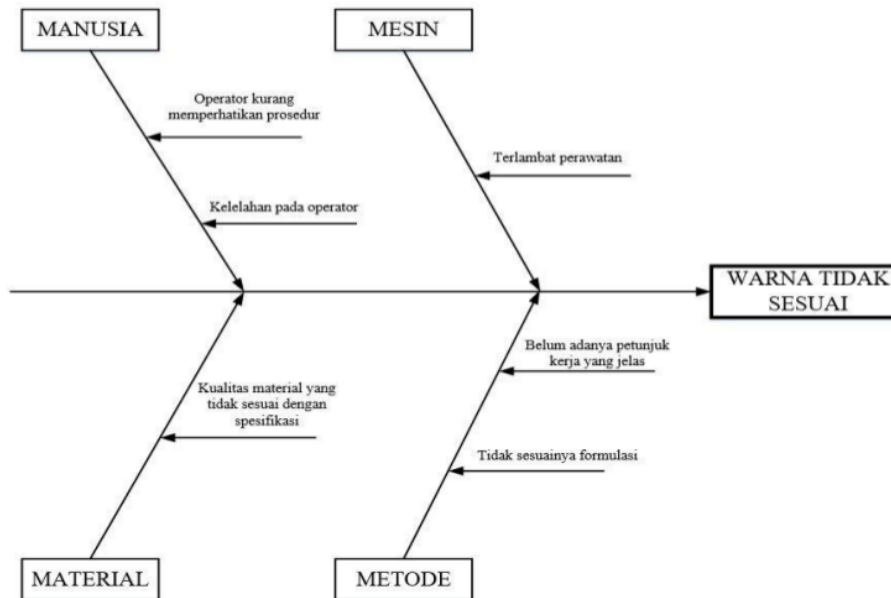 MANUSIA
MESIN
Operator kurang
memperhatikan prosedur
Terlambat perawatan
Kelelahan pada operator
WARNA TIDAK
SESUAI
Belum adanya petunjuk
kerja yang jelas
Kualitas material yang
tidak sesuai dengan
spesifikasi
Tidak sesuainya formulasi
MATERIAL
METODE